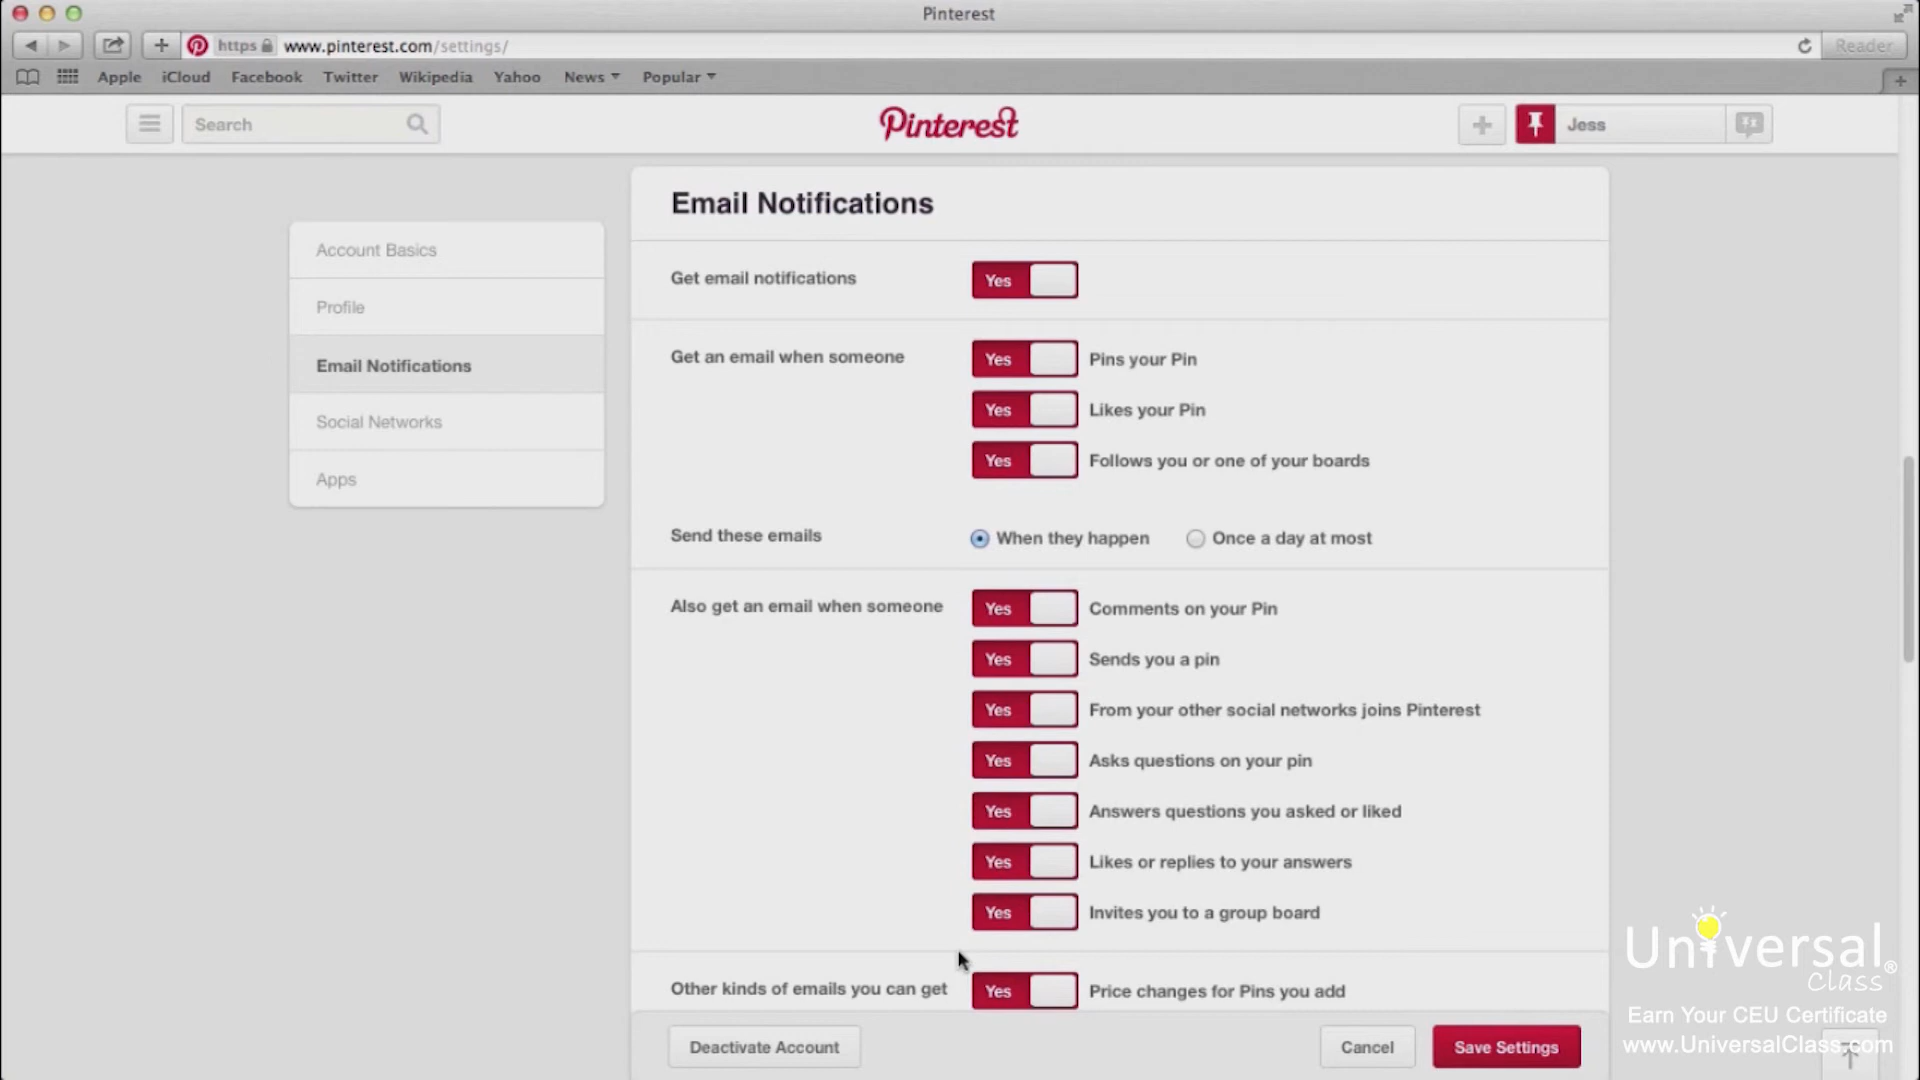 Pinterest
https www.pinterest.com/settings/
Reader
Apple iCloud Facebook Twitter Wikipedia Yahoo News Popular
Search
Pinterest
Jess
Email Notifications
Account Basics
Profile
Email Notifications
Social Networks
Apps
Get email notifications Yes
Get an email when someone Yes Pins your Pin
Yes Likes your Pin
Yes Follows you or one of your boards
Send these emails When they happen Once a day at most
Also get an email when someone Yes Comments on your Pin
Yes Sends you a pin
Yes From your other social networks joins Pinterest
Yes Asks questions on your pin
Yes Answers questions you asked or liked
Yes Likes or replies to your answers
Yes Invites you to a group board
Other kinds of emails you can get Yes Price changes for Pins you add
Deactivate Account Cancel Save Settings
Universal
Class®
Earn Your CEU Certificate
www.UniversalClass.com